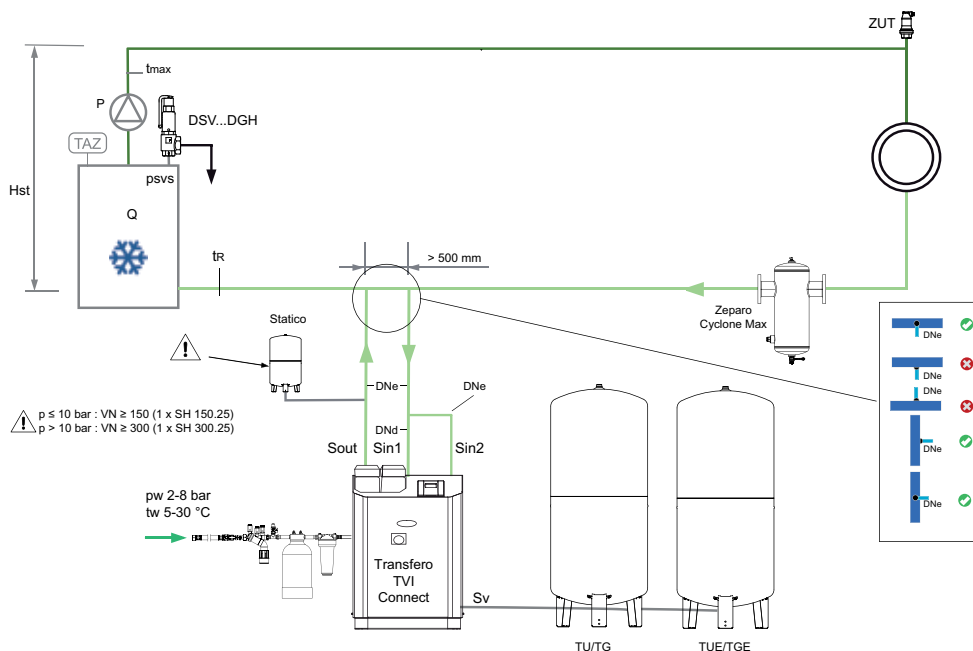 ZUT
tmax
P
DSV...DGH
TAZ
psvs
Hst
Q
tR
> 500 mm
Zeparo
Cyclone Max
Statico
DNe
DNe
DNe
DNe
DNe
DNe
DNe
p ≤ 10 bar : VN ≥ 150 (1 x SH 150.25)
p > 10 bar : VN ≥ 300 (1 x SH 300.25)
DNd
Sout Sin1 Sin2
pw 2-8 bar
tw 5-30 °C
Transfero
TVI
Connect
Sv
TU/TG
TUE/TGE